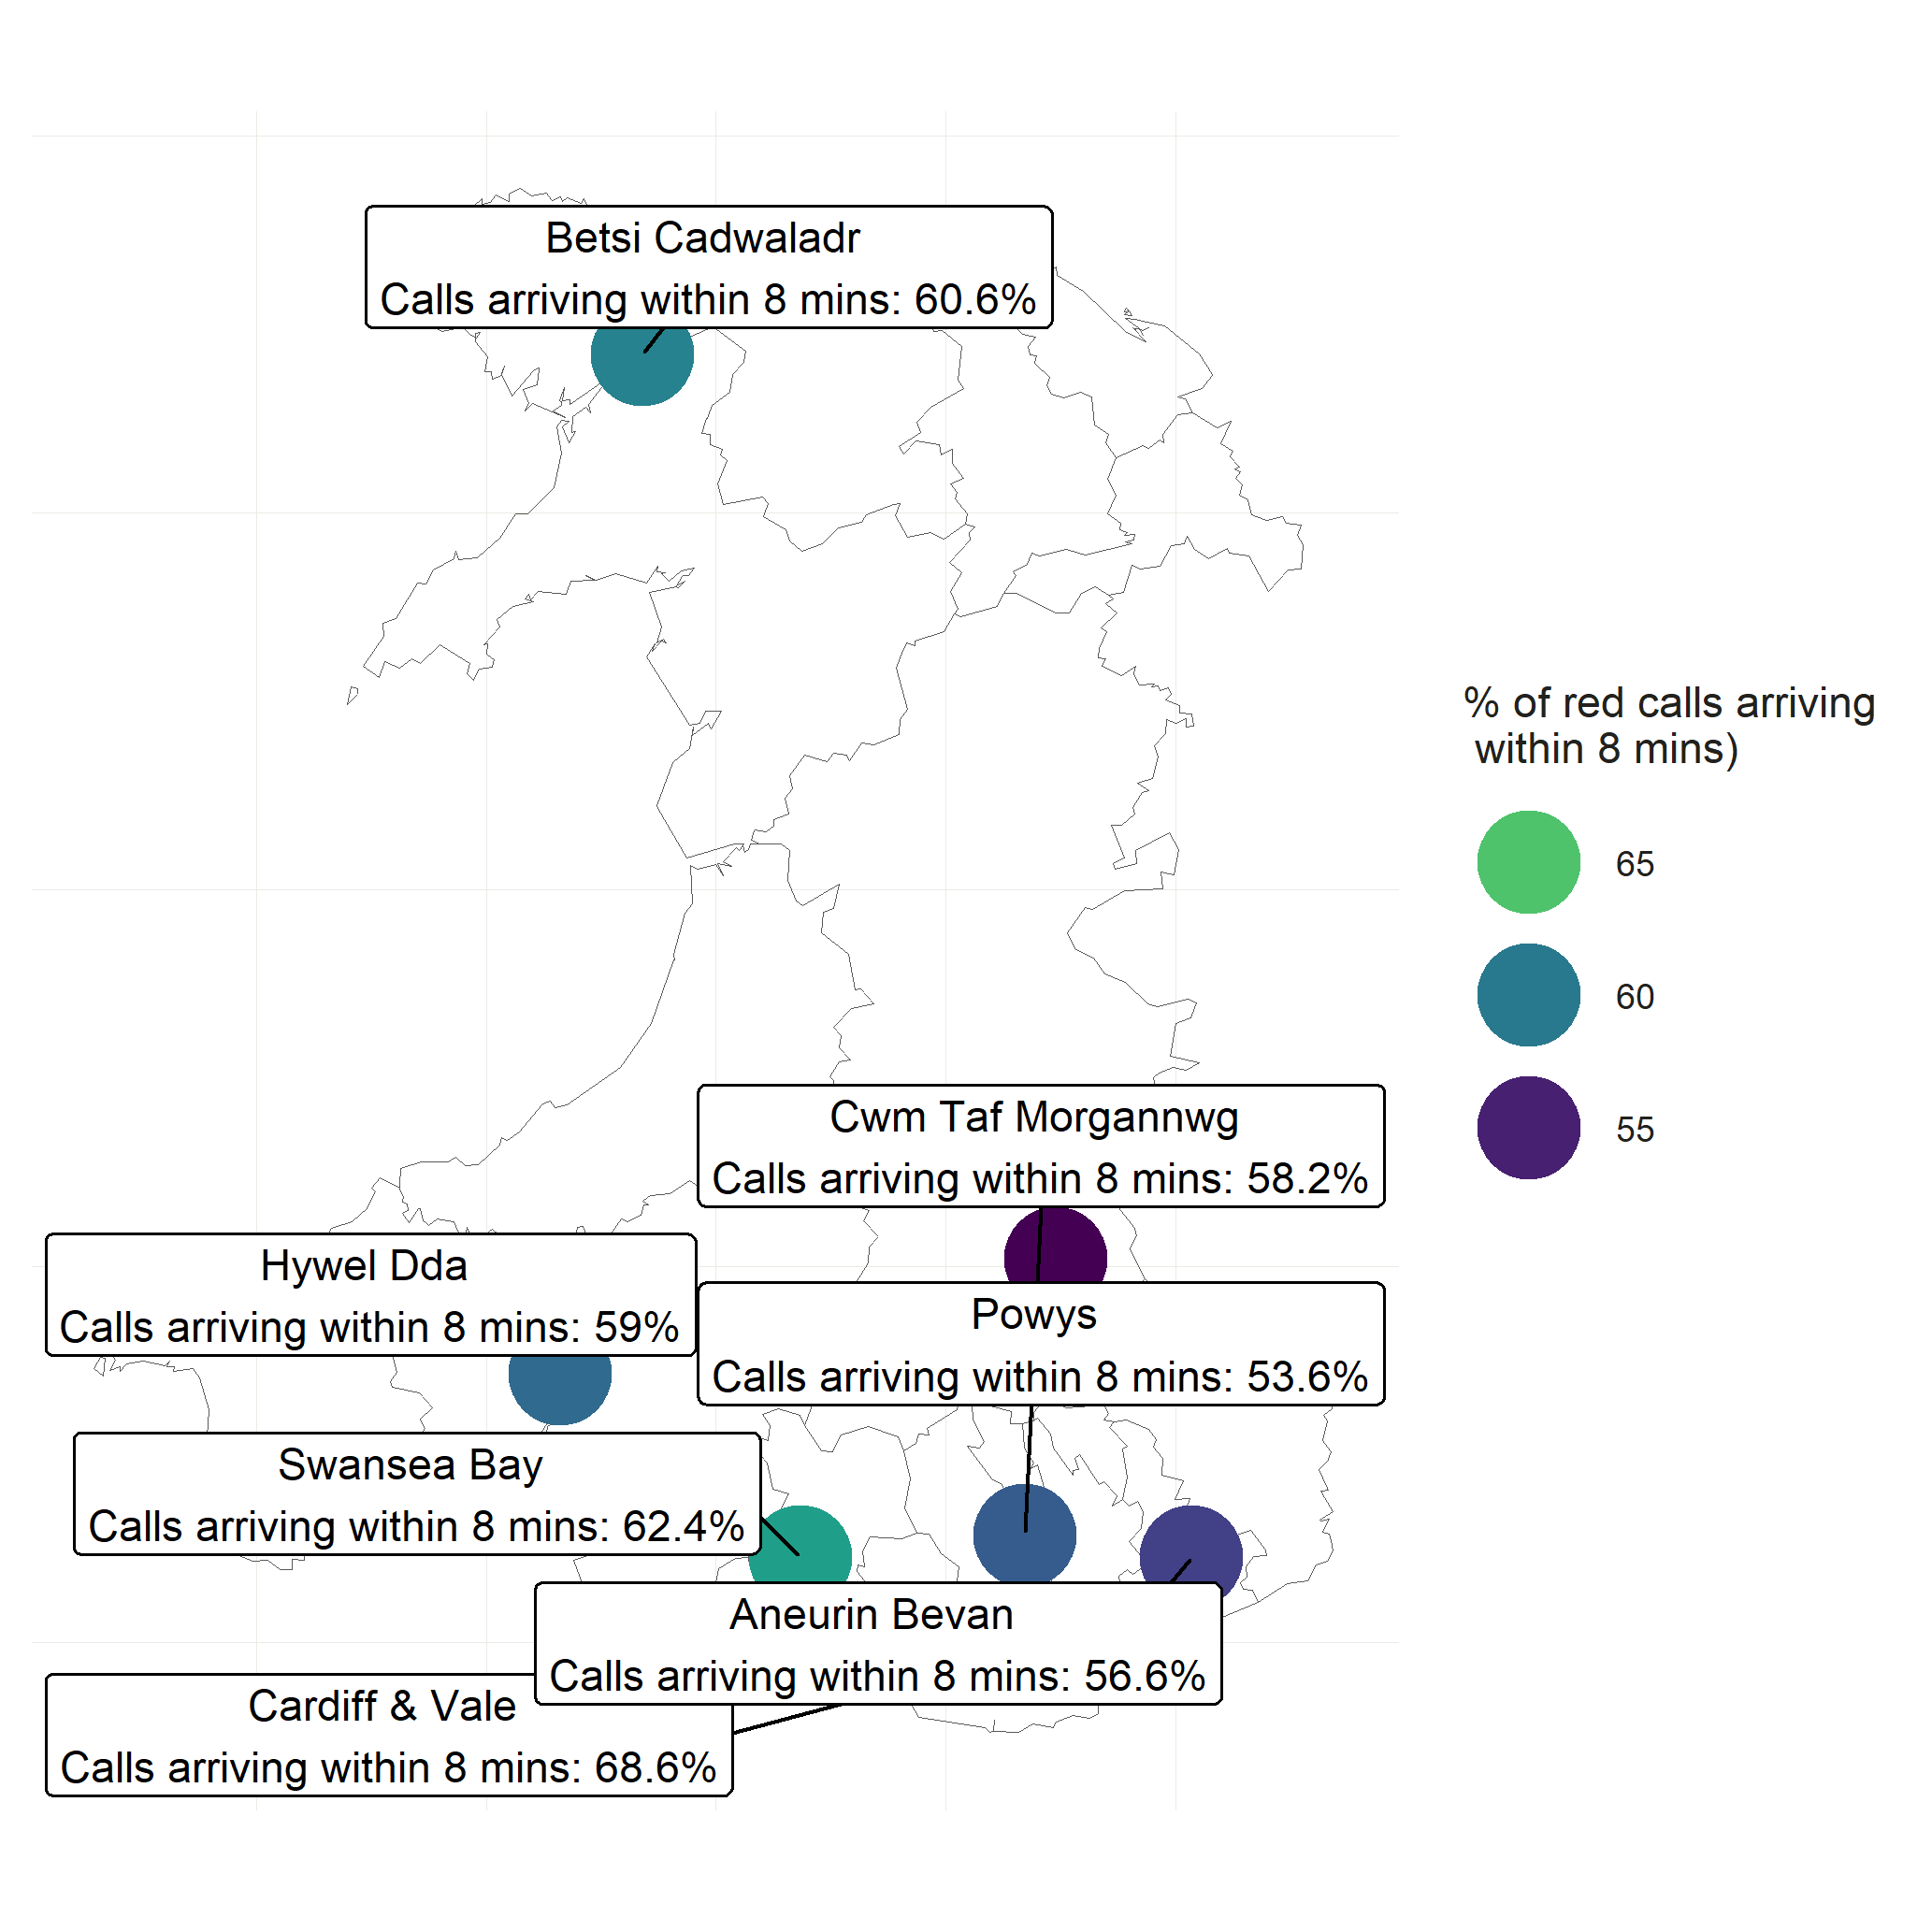 Betsi Cadwaladr
Calls arriving within 8 mins: 60.6%
% of red calls arriving
within 8 mins)
65
60
55
Cwm Taf Morgannwg
Calls arriving within 8 mins: 58.2%
Hywel Dda
Calls arriving within 8 mins: 59%
Powys
Calls arriving within 8 mins: 53.6%
Swansea Bay
Calls arriving within 8 mins: 62.4%
Aneurin Bevan
Calls arriving within 8 mins: 56.6%
Cardiff & Vale
Calls arriving within 8 mins: 68.6%